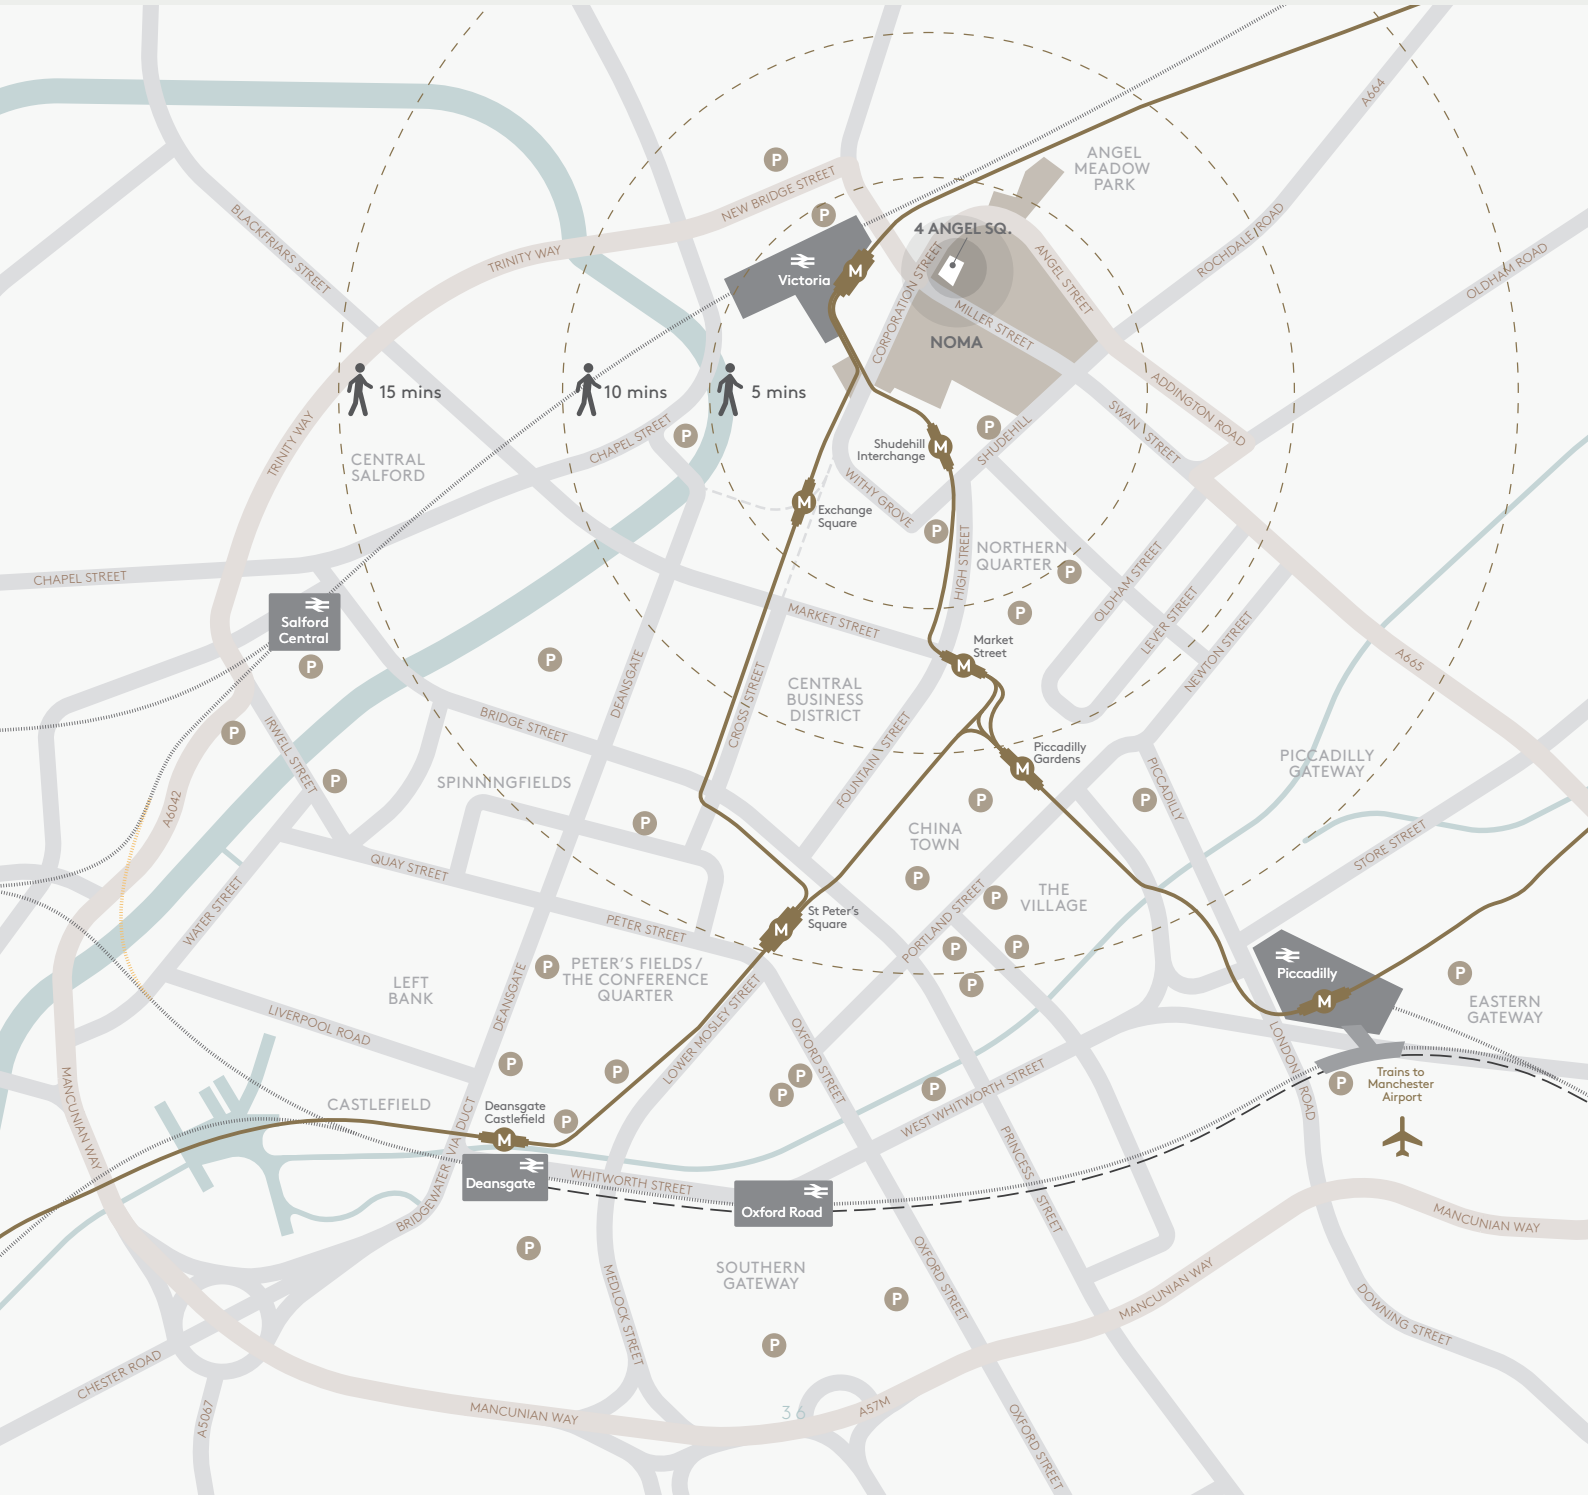 A664
ANGEL
MEADOW
PARK
P
NEW BRIDGE STREET
P
BLACKFRIARS STREET
TRINITY WAY
4 ANGEL SQ.
ROCHDALE ROAD
OLDHAM ROAD
ANGEL STREET
Victoria
M
CORPORATION STREET
MILLER STREET
NOMA
15 mins
10 mins
5 mins
ADDINGTON ROAD
SWAN STREET
TRINITY WAY
CHAPEL STREET
P
P
SHUDEHILL
Shudehill
Interchange
M
CENTRAL
SALFORD
WITHY GROVE
M
Exchange
Square
P
HIGH STREET
NORTHERN
QUARTER
P
CHAPEL STREET
OLDHAM STREET
LEVER STREET
NEWTON STREET
P
Salford
Central
P
MARKET STREET
Market
Street
M
P
A665
DEANSGATE
CROSS STREET
CENTRAL
BUSINESS
DISTRICT
FOUNTAIN STREET
P
IRWELL STREET
BRIDGE STREET
Piccadilly
Gardens
M
PICCADILLY
PICCADILLY
GATEWAY
SPINNINGFIELDS
P
A6042
P
P
P
CHINA
TOWN
STORE STREET
QUAY STREET
P
P
THE
VILLAGE
PORTLAND STREET
WATER STREET
PETER STREET
St Peter's
Square
M
P
P
PETER'S FIELDS /
THE CONFERENCE
QUARTER
P
P
LEFT
BANK
DEANSGATE
Piccadilly
M
P
EASTERN
GATEWAY
LIVERPOOL ROAD
LOWER MOSLEY STREET
OXFORD STREET
LONDON ROAD
P
P
P
P
P
WEST WHITWORTH STREET
P
Trains to
Manchester
Airport
MANCUNIAN WAY
CASTLEFIELD
Deansgate
Castlefield
P
M
BRIDGEWATER VIADUCT
Deansgate
WHITWORTH STREET
Oxford Road
PRINCESS STREET
MANCUNIAN WAY
P
OXFORD STREET
SOUTHERN
GATEWAY
MEDLOCK STREET
P
MANCUNIAN WAY
DOWNING STREET
P
CHESTER ROAD
A5067
MANCUNIAN WAY
36
A57M
OXFORD STREET